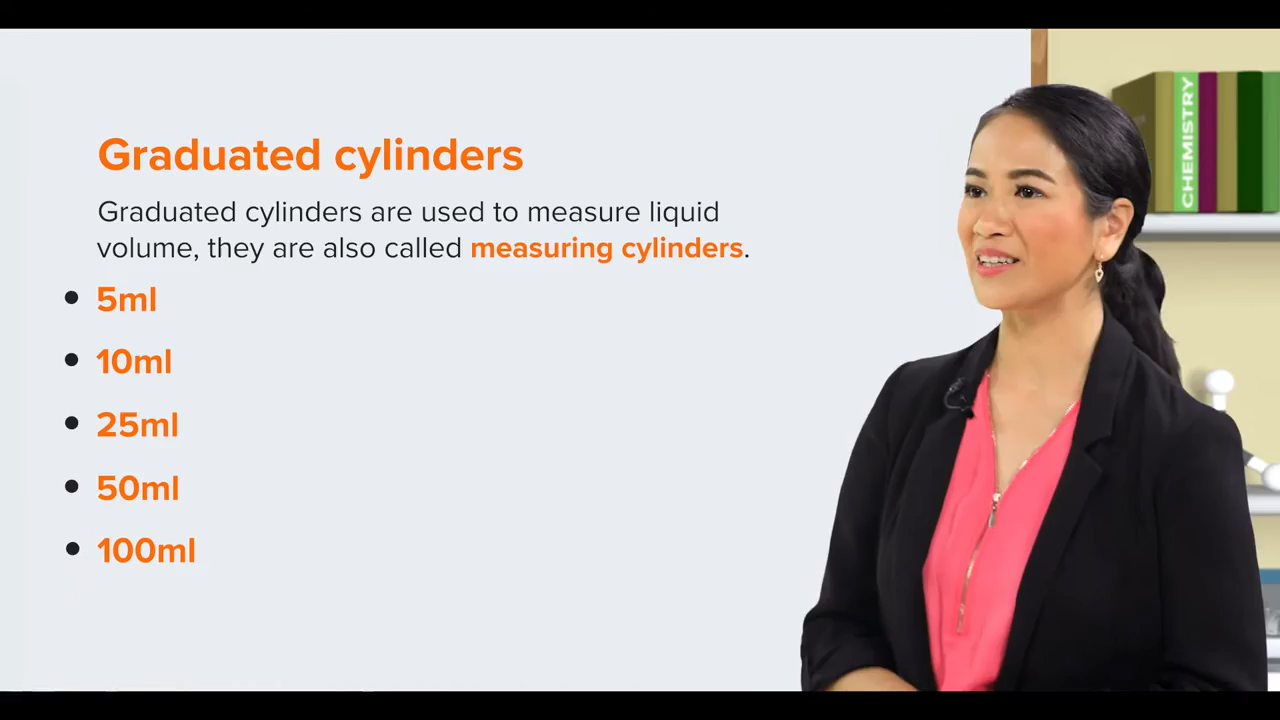 Graduated cylinders
Graduated cylinders are used to measure liquid
volume, they are also called measuring cylinders.
• 5ml
• 10ml
• 25ml
• 50ml
• 100ml
CHEMISTRY